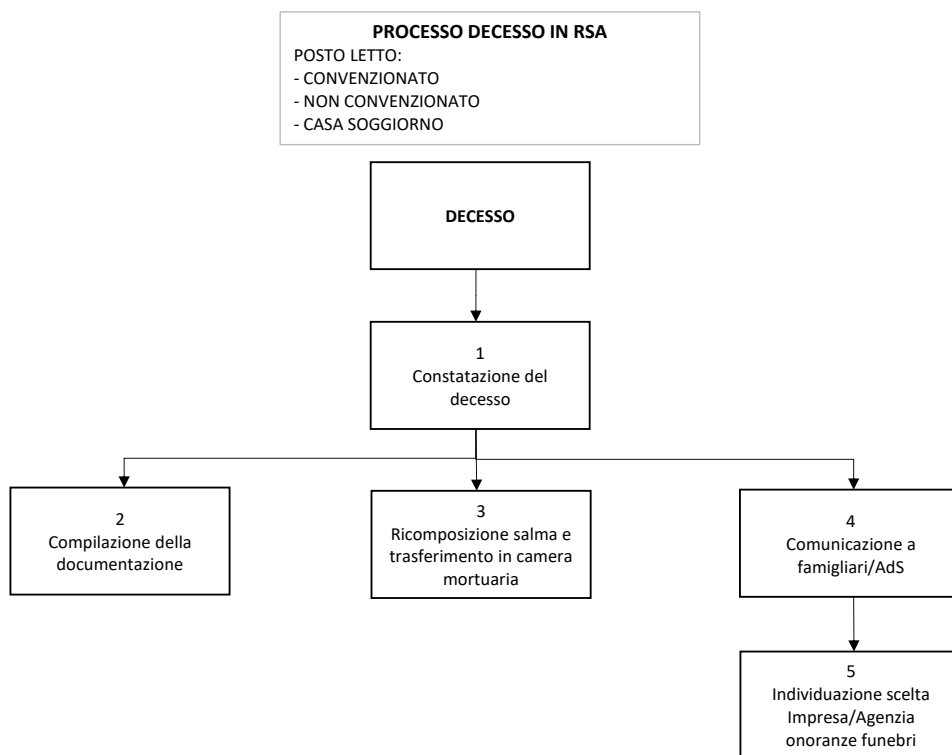 PROCESSO DECESSO IN RSA
POSTO LETTO:
- CONVENZIONATO
- NON CONVENZIONATO
- CASA SOGGIORNO
DECESSO
1
Constatazione del
decesso
2
Compilazione della
documentazione
3
Ricomposizione salma e
trasferimento in camera
mortuaria
4
Comunicazione a
famigliari/AdS
5
Individuazione scelta
Impresa/Agenzia
onoranze funebri